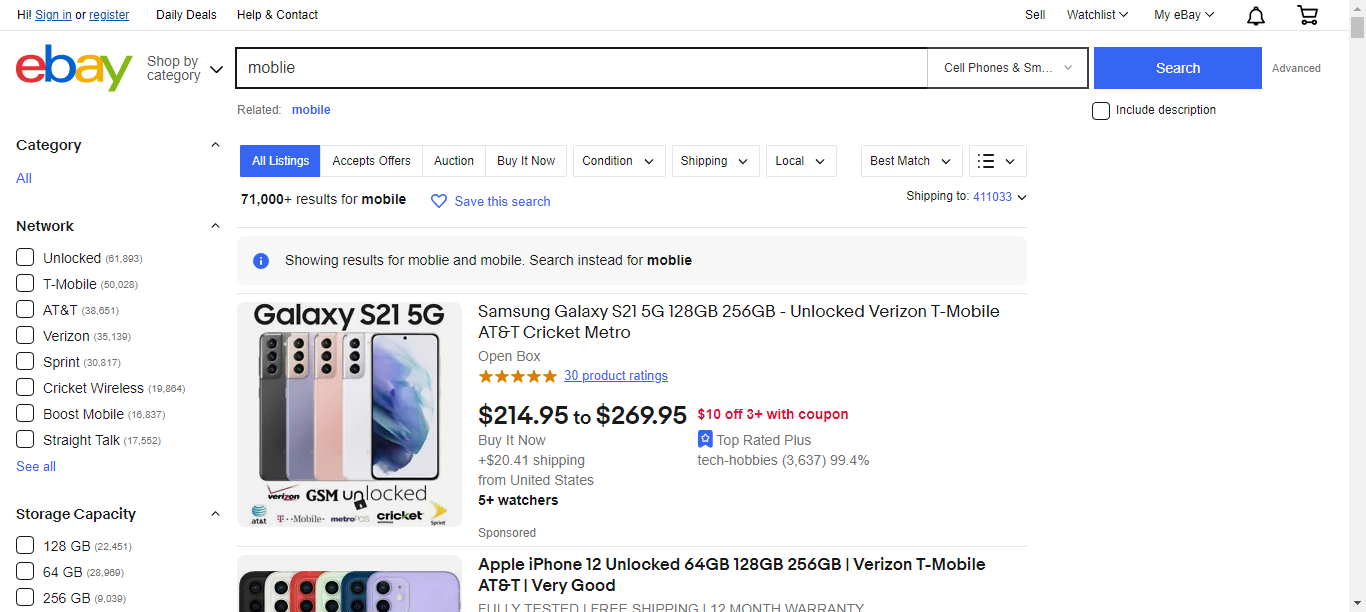 Hi! Sign in or register
Daily Deals
Help & Contact
Sell
Watchlist
My eBay
ebay
Shop by
category
moblie
Cell Phones & Sm...
Search
Advanced
Related: mobile
Include description
Category
All
Network
Unlocked (61,893)
T-Mobile (50,028)
AT&T (38,651)
Verizon (35,139)
Sprint (30,817)
Cricket Wireless (19,864)
Boost Mobile (16,837)
Straight Talk (17,552)
See all
Storage Capacity
128 GB (22,451)
64 GB (28,969)
256 GB (9,039)
All Listings
Accepts Offers
Auction
Buy It Now
Condition
Shipping
Local
Best Match
71,000+ results for mobile
Save this search
Shipping to: 411033
Showing results for moblie and mobile. Search instead for moblie
Galaxy S21 5G
verizon GSM unlocked
at&t T-Mobile metroPCS cricket Sprint
wireless
Samsung Galaxy S21 5G 128GB 256GB - Unlocked Verizon T-Mobile
AT&T Cricket Metro
Open Box
30 product ratings
$214.95 to $269.95
Buy It Now
+$20.41 shipping
from United States
5+ watchers
$10 off 3+ with coupon
Top Rated Plus
tech-hobbies (3,637) 99.4%
Sponsored
Apple iPhone 12 Unlocked 64GB 128GB 256GB | Verizon T-Mobile
AT&T | Very Good
FULLY TESTED | FREE SHIPPING | 12 MONTH WARRANTY